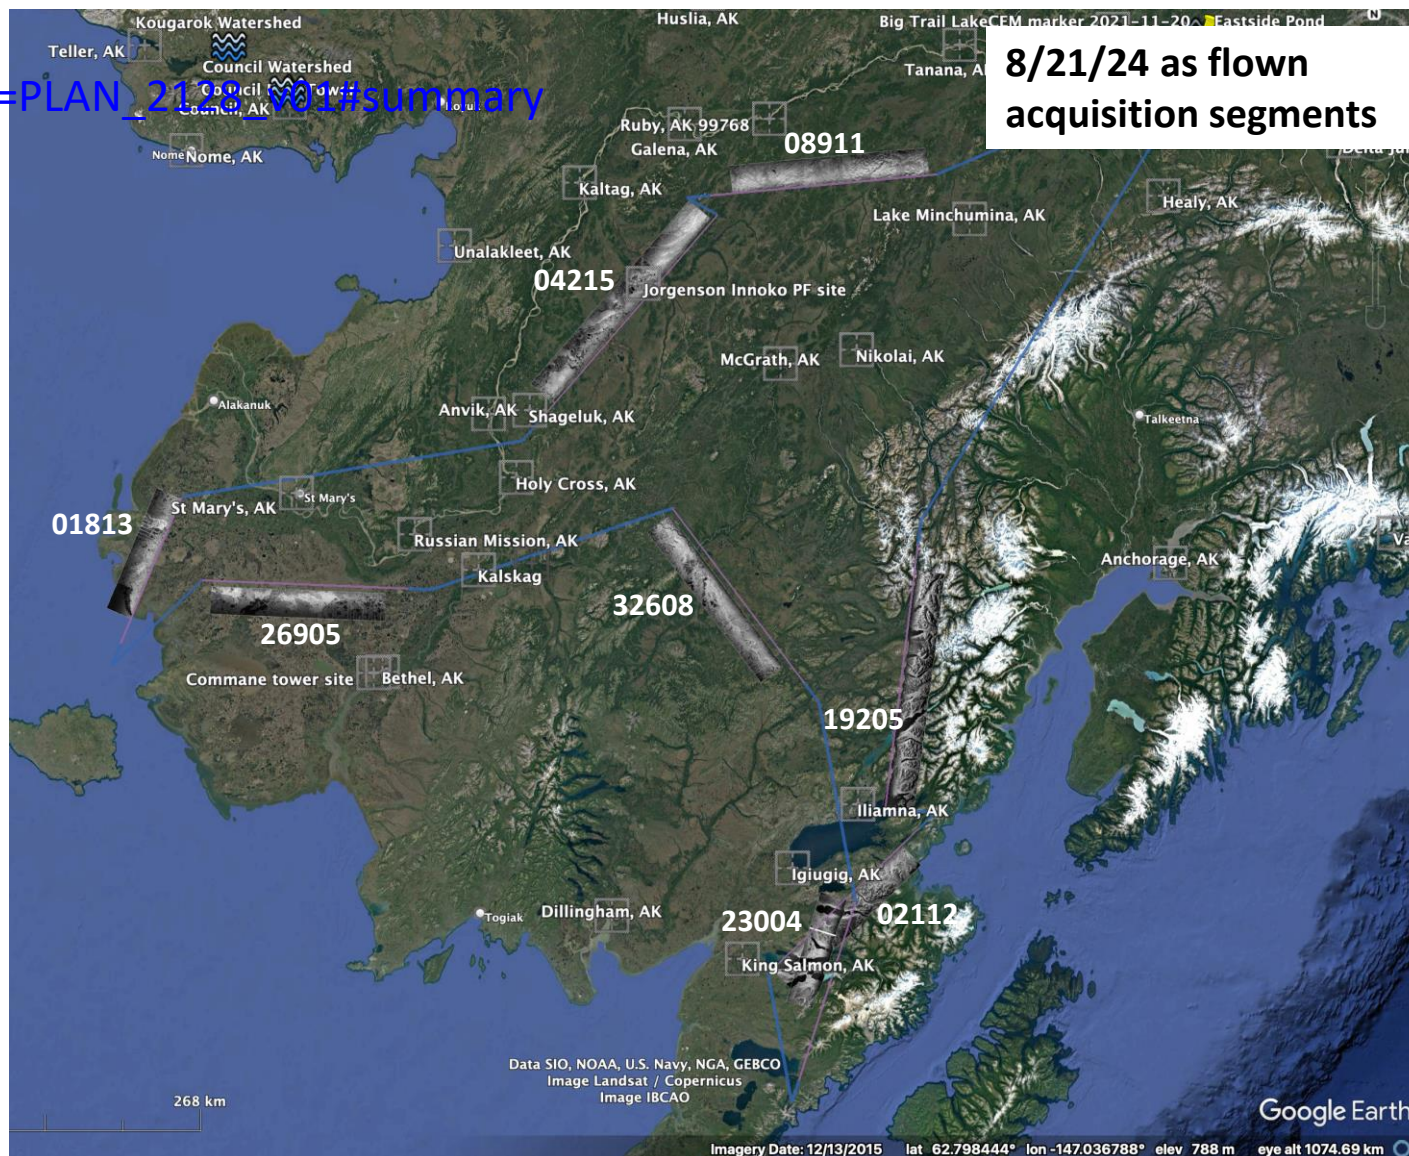 Kougarok Watershed
Huslia, AK
Big Trail LakeCEM marker 2021-11-20
Eastside Pond
N
Teller, AK
Council Watershed
8/21/24 as flown
acquisition segments
Tanana,
=PLAN_2128_v01#summary
Council, AK
Ruby, AK 99768
Galena, AK
08911
Nome
Nome, AK
Kaltag, AK
Healy, AK
Lake Minchumina, AK
Unalakleet, AK
04215
Jorgenson Innoko PF site
McGrath, AK
Nikolai, AK
Alakanuk
Anvik, AK
Shageluk, AK
Talkeetna
Holy Cross, AK
St Mary's
St Mary's, AK
01813
Russian Mission, AK
Anchorage, AK
Kalskag
32608
26905
Commane tower site
Bethel, AK
19205
Iliamna, AK
Igiugig, AK
Togiak
Dillingham, AK
23004
02112
King Salmon, AK
Data SIO, NOAA, U.S. Navy, NGA, GEBCO
Image Landsat / Copernicus
Image IBCAO
268 km
Google Earth
Imagery Date: 12/13/2015 lat 62.798444° lon -147.036788° elev 788 m eye alt 1074.69 km